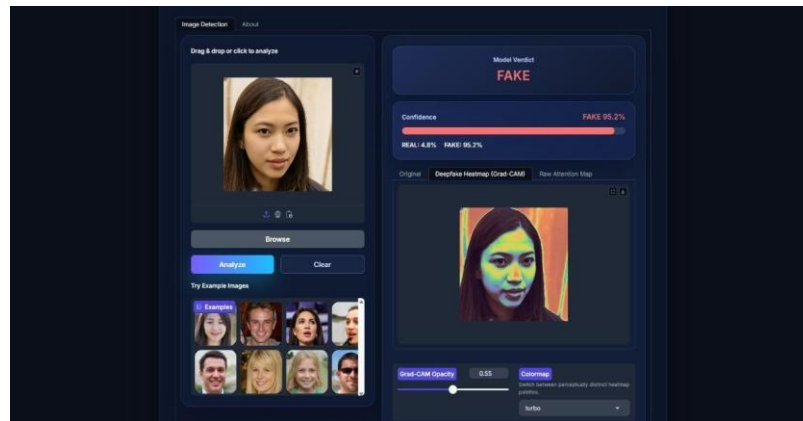 Image Detection About
Drag & drop or click to analyze
Browse
Analyze Clear
Try Example Images
Examples
Model Verdict
FAKE
Confidence FAKE 95.2%
REAL: 4.8% FAKE: 95.2%
Original Deepfake Heatmap (Grad-CAM) Raw Attention Map
Grad-CAM Opacity 0.55
Colormap
Switch between perceptually distinct heatmap
palettes.
turbo